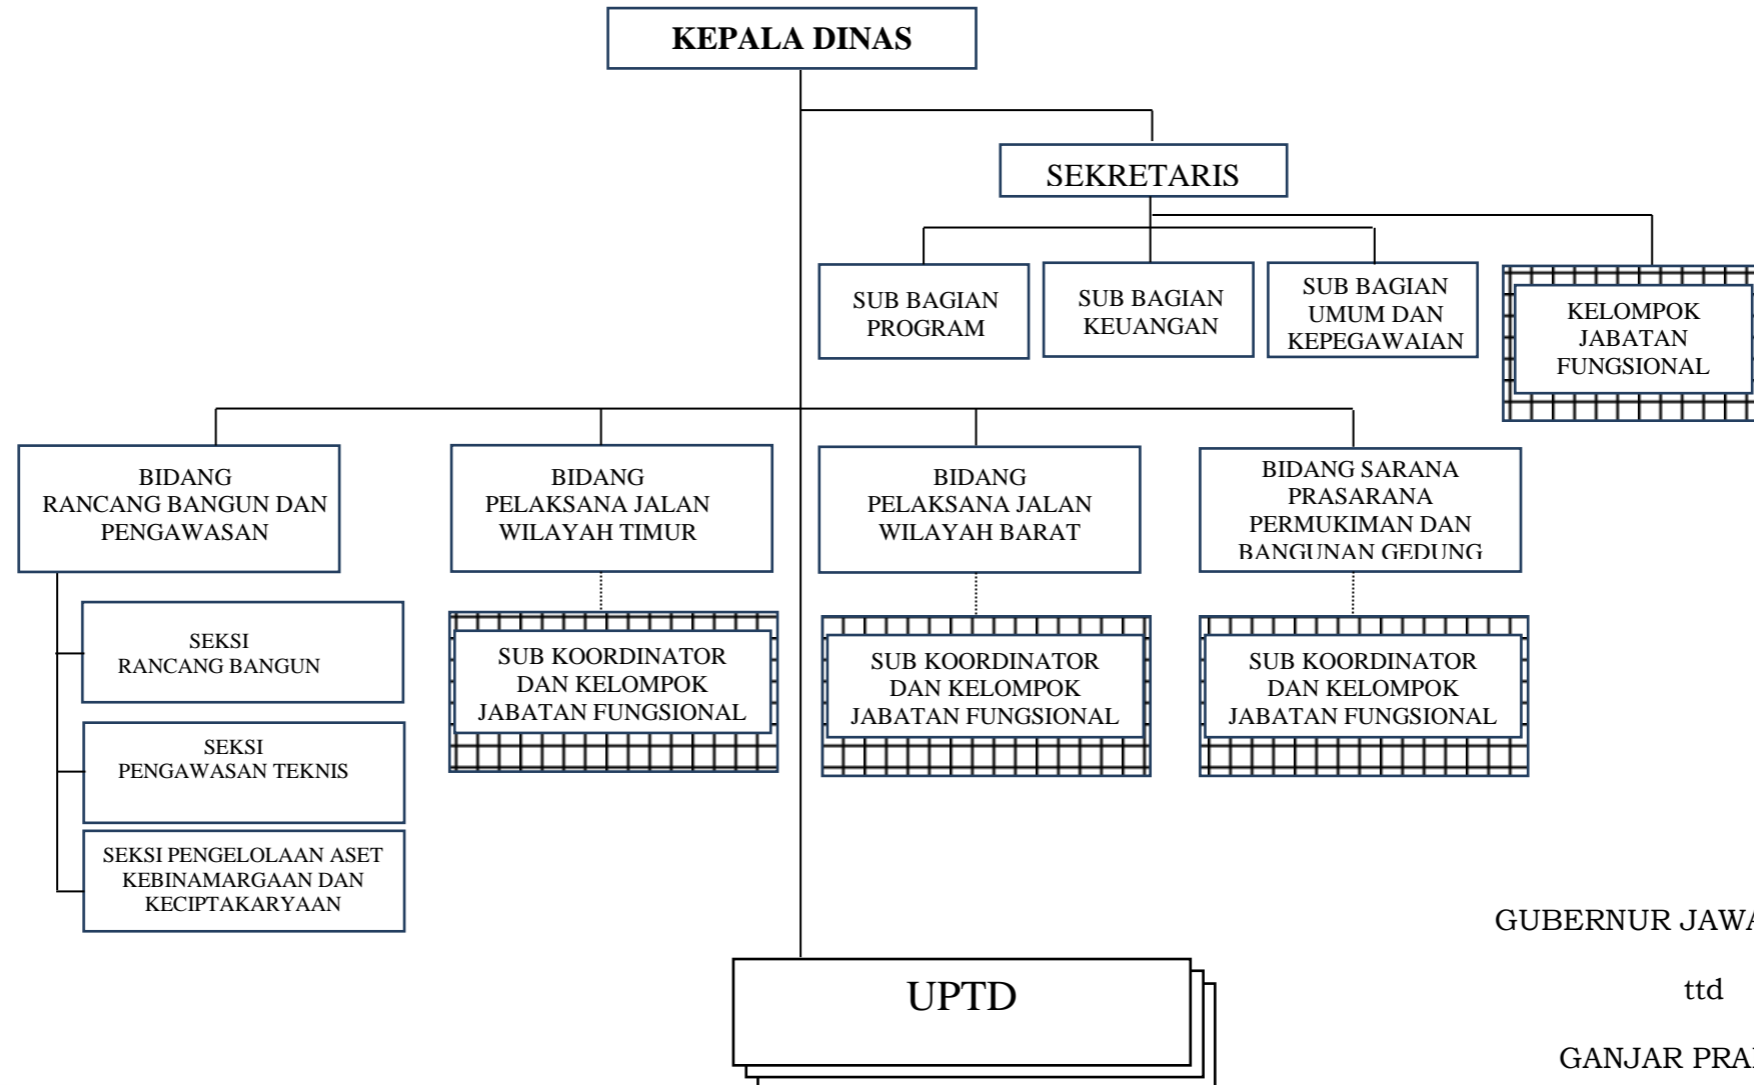 KEPALA DINAS
SEKRETARIS
SUB BAGIAN
PROGRAM
SUB BAGIAN
KEUANGAN
SUB BAGIAN
UMUM DAN
KEPEGAWAIAN
KELOMPOK
JABATAN
FUNGSIONAL
BIDANG
RANCANG BANGUN DAN
PENGAWASAN
BIDANG
PELAKSANA JALAN
WILAYAH TIMUR
BIDANG
PELAKSANA JALAN
WILAYAH BARAT
BIDANG SARANA
PRASARANA
PERMUKIMAN DAN
BANGUNAN GEDUNG
SEKSI
RANCANG BANGUN
SEKSI
PENGAWASAN TEKNIS
SEKSI PENGELOLAAN ASET
KEBINAMARGAAN DAN
KECIPTAKARYAAN
SUB KOORDINATOR
DAN KELOMPOK
JABATAN FUNGSIONAL
SUB KOORDINATOR
DAN KELOMPOK
JABATAN FUNGSIONAL
SUB KOORDINATOR
DAN KELOMPOK
JABATAN FUNGSIONAL
UPTD
GUBERNUR JAWA
ttd
GANJAR